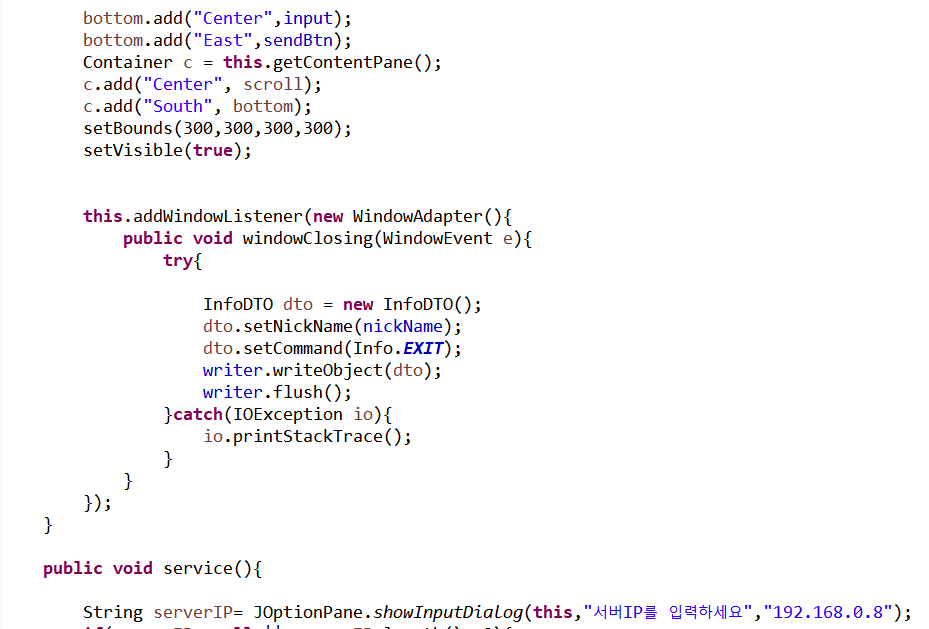 bottom.add("Center",input);
bottom.add("East",sendBtn);
Container c = this.getContentPane();
c.add("Center", scroll);
c.add("South", bottom);
setBounds(300,300,300,300);
setVisible(true);
this.addWindowListener(new WindowAdapter(){
public void windowClosing(WindowEvent e){
try{
InfoDTO dto = new InfoDTO();
dto.setNickName(nickName);
dto.setCommand(Info.EXIT);
writer.writeObject(dto);
writer.flush();
}catch(IOException io){
io.printStackTrace();
}
}
});
}
public void service(){
String serverIP= JOptionPane.showInputDialog(this,"서버IP를 입력하세요","192.168.0.8");